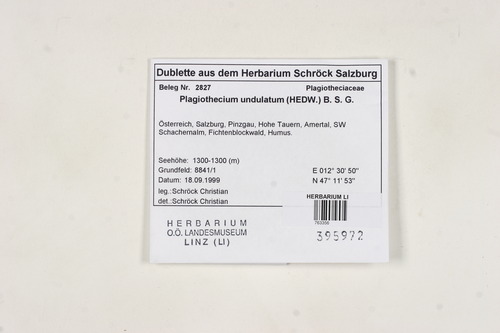 Dublette aus dem Herbarium Schröck Salzburg
Beleg Nr. 2827 Plagiotheciaceae
Plagiothecium undulatum (HEDW.) B. S. G.
Österreich, Salzburg, Pinzgau, Hohe Tauern, Amertal, SW
Schachernalm, Fichtenblockwald, Humus.
Seehöhe: 1300-1300 (m)
Grundfeld: 8841/1 E 012° 30' 50"
Datum: 18.09.1999 N 47° 11' 53"
leg.:Schröck Christian
det.:Schröck Christian
HERBARIUM LI
HERBARIUM
O.Ö. LANDESMUSEUM
LINZ (LI)
395972